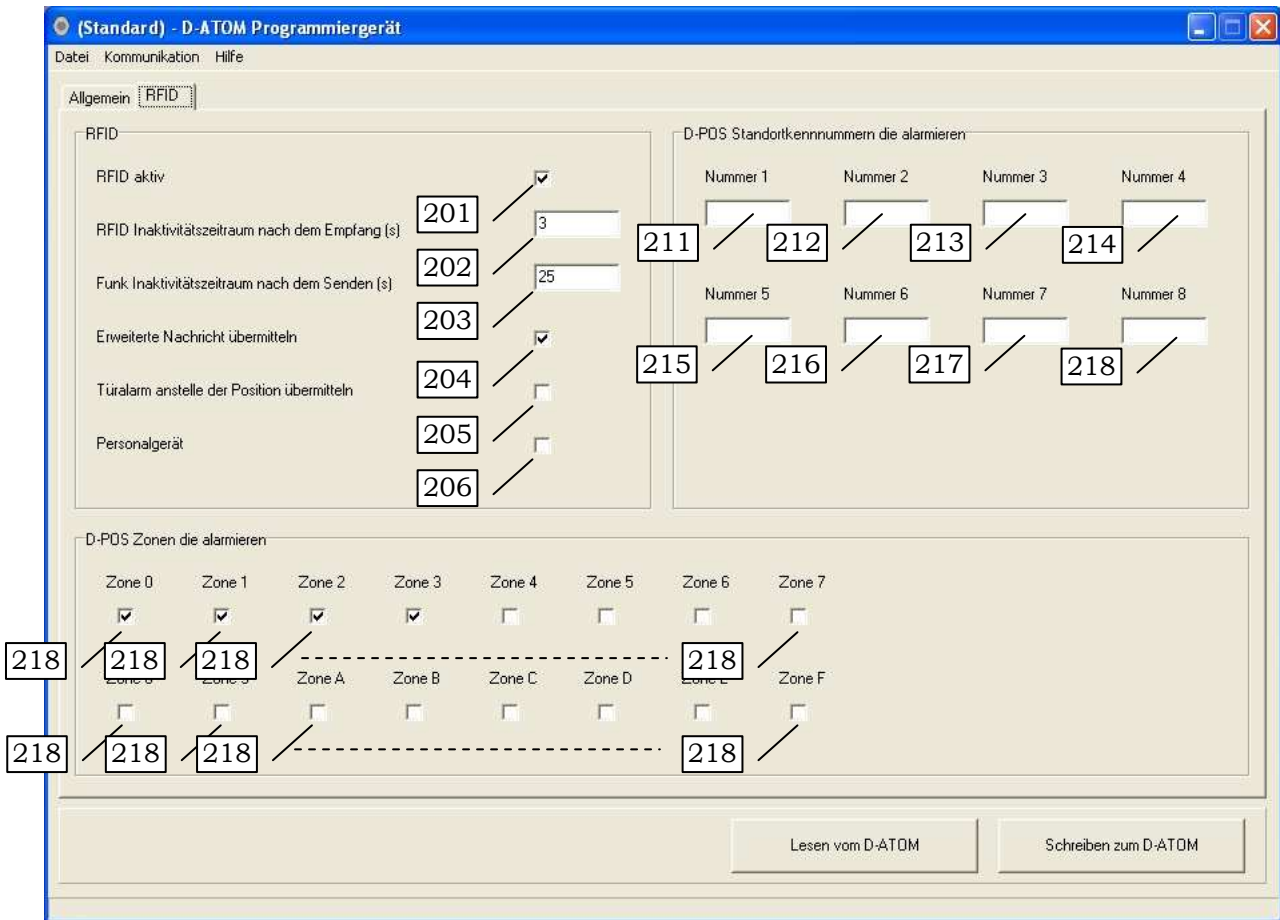 (Standard) - D-ATOM Programmiergerät
Datei Kommunikation Hilfe
Allgemein RFID
RFID
RFID aktiv
201
RFID Inaktivitätszeitraum nach dem Empfang (s)
3
202
Funk Inaktivitätszeitraum nach dem Senden (s)
25
203
Erweiterte Nachricht übermitteln
204
Türalarm anstelle der Position übermitteln
205
Personalgerät
206
D-POS Standortkennnummern die alarmieren
Nummer 1 Nummer 2 Nummer 3 Nummer 4
211 212 213 214
Nummer 5 Nummer 6 Nummer 7 Nummer 8
215 216 217 218
D-POS Zonen die alarmieren
Zone 0 Zone 1 Zone 2 Zone 3 Zone 4 Zone 5 Zone 6 Zone 7
218 218 218 218
Zone A Zone B Zone C Zone D Zone F
218 218 218 218
Lesen vom D-ATOM Schreiben zum D-ATOM